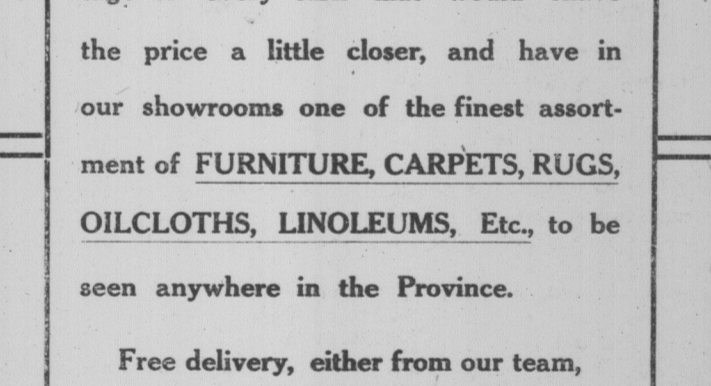 the price a little closer, and have in
our showrooms one of the finest assort-
ment of FURNITURE, CARPETS, RUGS,
OILCLOTHS, LINOLEUMS, Etc., to be
seen anywhere in the Province.
Free delivery, either from our team,